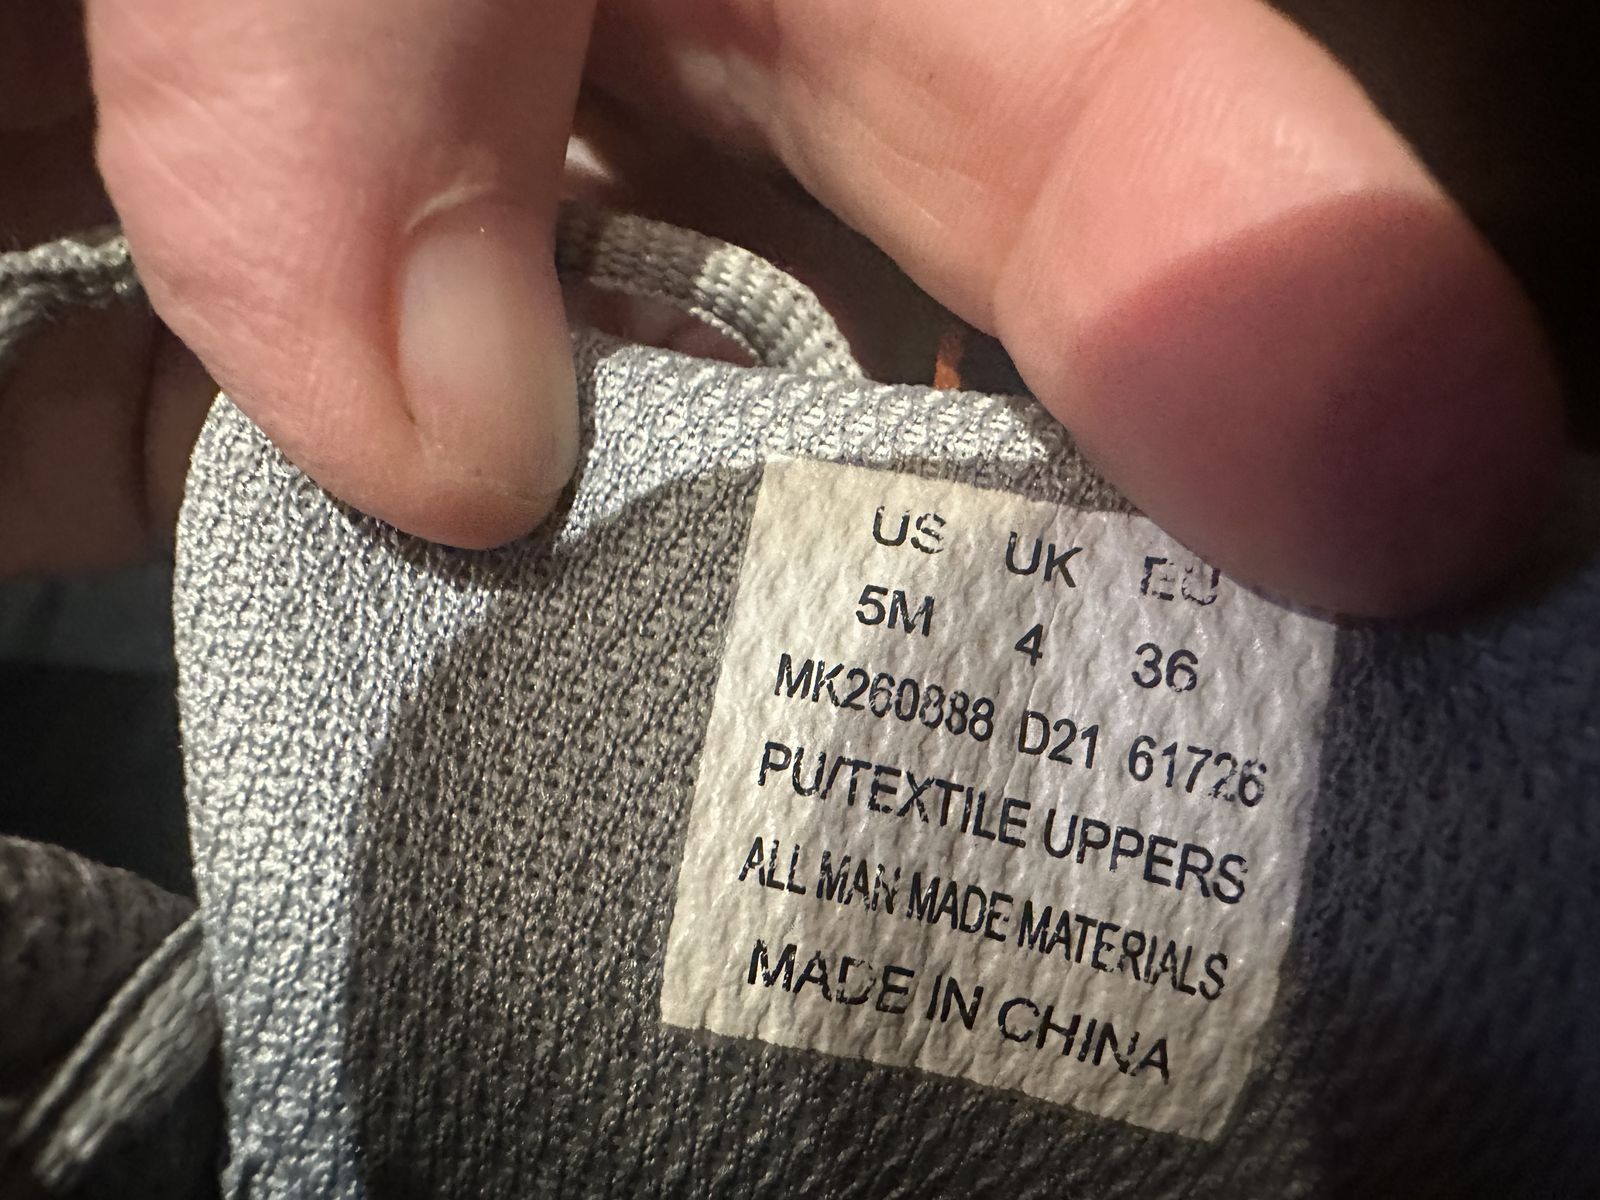 US UK EU
5M 4 36
MK260888 D21 61726
PU/TEXTILE UPPERS
ALL MAN MADE MATERIALS
MADE IN CHINA